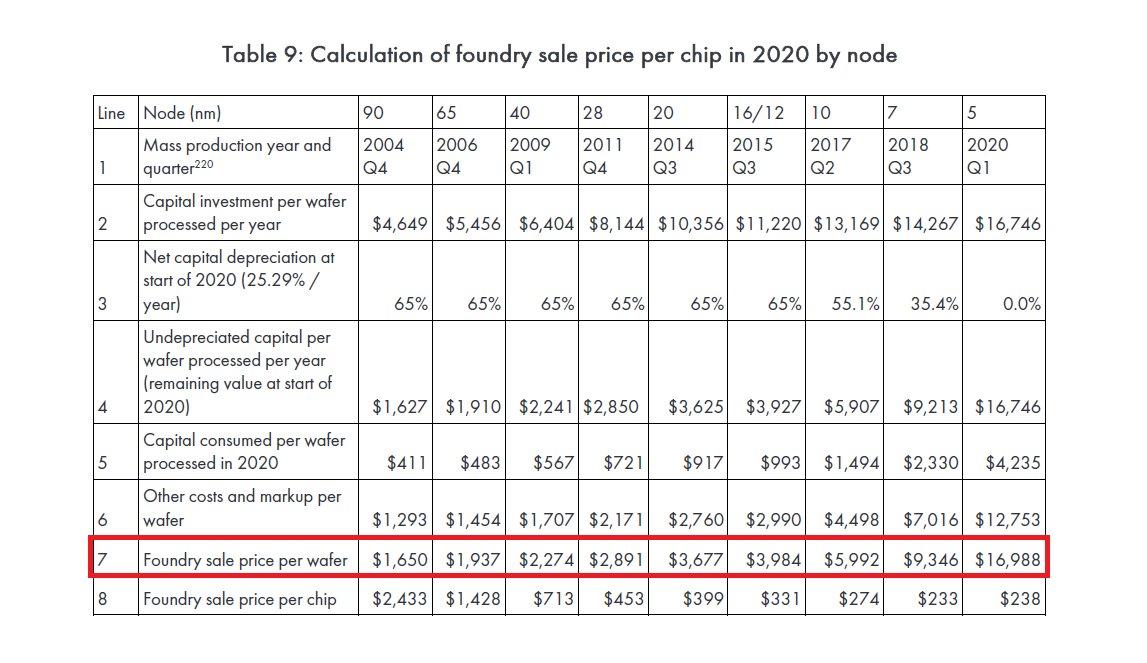 Table 9: Calculation of foundry sale price per chip in 2020 by node
Line Node (nm) 90 65 40 28 20 16/12 10 7 5
1 Mass production year and quarter220 2004 Q4 2006 Q4 2009 Q1 2011 Q4 2014 Q3 2015 Q3 2017 Q2 2018 Q3 2020 Q1
2 Capital investment per wafer processed per year $4,649 $5,456 $6,404 $8,144 $10,356 $11,220 $13,169 $14,267 $16,746
3 Net capital depreciation at start of 2020 (25.29% / year) 65% 65% 65% 65% 65% 65% 55.1% 35.4% 0.0%
4 Undepreciated capital per wafer processed per year (remaining value at start of 2020) $1,627 $1,910 $2,241 $2,850 $3,625 $3,927 $5,907 $9,213 $16,746
5 Capital consumed per wafer processed in 2020 $411 $483 $567 $721 $917 $993 $1,494 $2,330 $4,235
6 Other costs and markup per wafer $1,293 $1,454 $1,707 $2,171 $2,760 $2,990 $4,498 $7,016 $12,753
7 Foundry sale price per wafer $1,650 $1,937 $2,274 $2,891 $3,677 $3,984 $5,992 $9,346 $16,988
8 Foundry sale price per chip $2,433 $1,428 $713 $453 $399 $331 $274 $233 $238